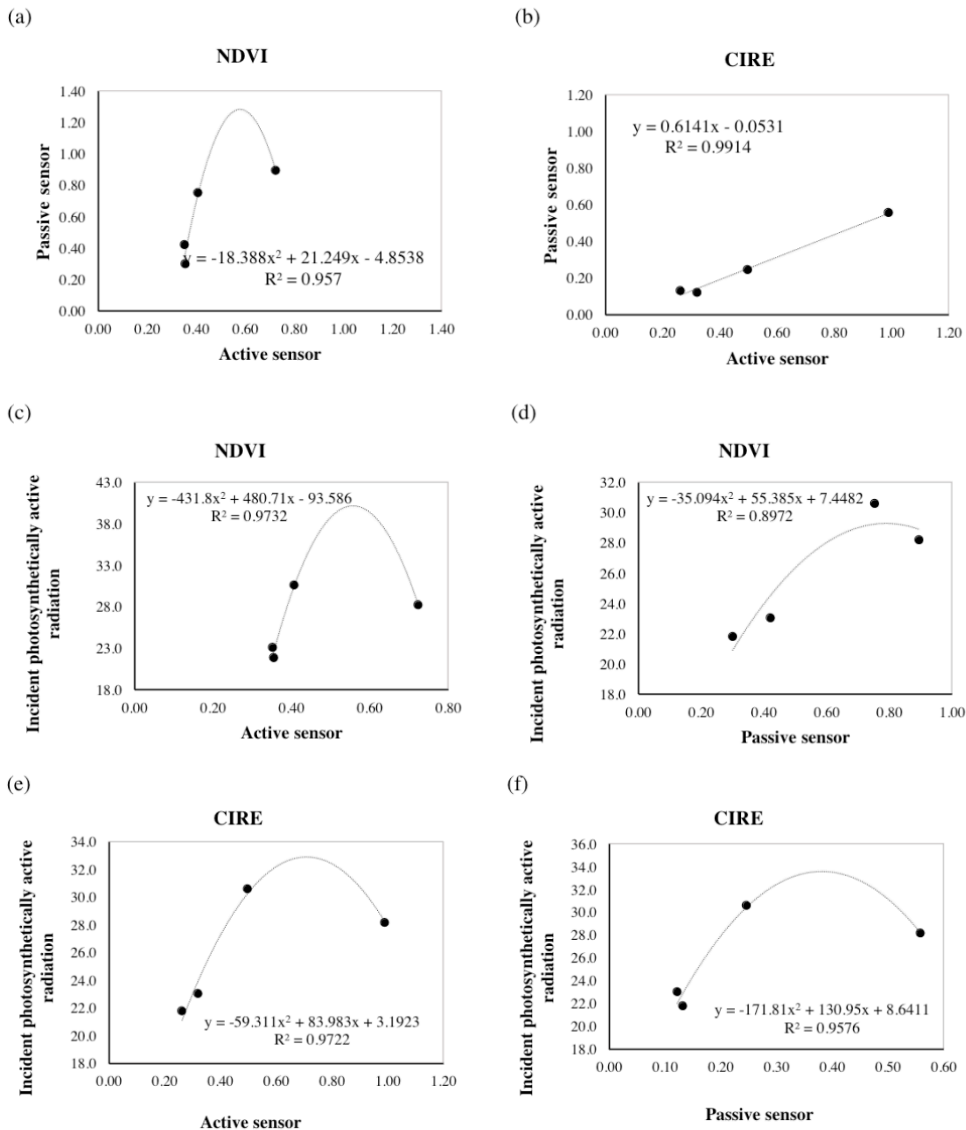 (a)
NDVI
Passive sensor
1.40
1.20
1.00
0.80
0.60
0.40
0.20
0.00
y = -18.388x² + 21.249x - 4.8538
R² = 0.957
0.00 0.20 0.40 0.60 0.80 1.00 1.20 1.40
Active sensor
(b)
CIRE
Passive sensor
1.20
1.00
0.80
0.60
0.40
0.20
0.00
y = 0.6141x - 0.0531
R² = 0.9914
0.00 0.20 0.40 0.60 0.80 1.00 1.20
Active sensor
(c)
NDVI
Incident photosynthetically active
radiation
43.0
38.0
33.0
28.0
23.0
18.0
y = -431.8x² + 480.71x - 93.586
R² = 0.9732
0.00 0.20 0.40 0.60 0.80
Active sensor
(d)
NDVI
Incident photosynthetically active
radiation
32.0
30.0
28.0
26.0
24.0
22.0
20.0
18.0
y = -35.094x² + 55.385x + 7.4482
R² = 0.8972
0.00 0.20 0.40 0.60 0.80 1.00
Passive sensor
(e)
CIRE
Incident photosynthetically active
radiation
34.0
32.0
30.0
28.0
26.0
24.0
22.0
20.0
18.0
y = -59.311x² + 83.983x + 3.1923
R² = 0.9722
0.00 0.20 0.40 0.60 0.80 1.00 1.20
Active sensor
(f)
CIRE
Incident photosynthetically active
radiation
36.0
34.0
32.0
30.0
28.0
26.0
24.0
22.0
20.0
18.0
y = -171.81x² + 130.95x + 8.6411
R² = 0.9576
0.00 0.10 0.20 0.30 0.40 0.50 0.60
Passive sensor